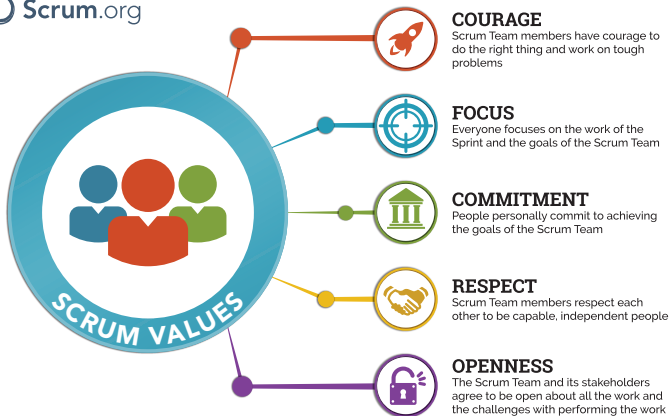 Scrum.org
COURAGE
Scrum Team members have courage to
do the right thing and work on tough
problems
FOCUS
Everyone focuses on the work of the
Sprint and the goals of the Scrum Team
COMMITMENT
People personally commit to achieving
the goals of the Scrum Team
RESPECT
Scrum Team members respect each
other to be capable, independent people
OPENNESS
The Scrum Team and its stakeholders
agree to be open about all the work and
the challenges with performing the work
SCRUM VALUES